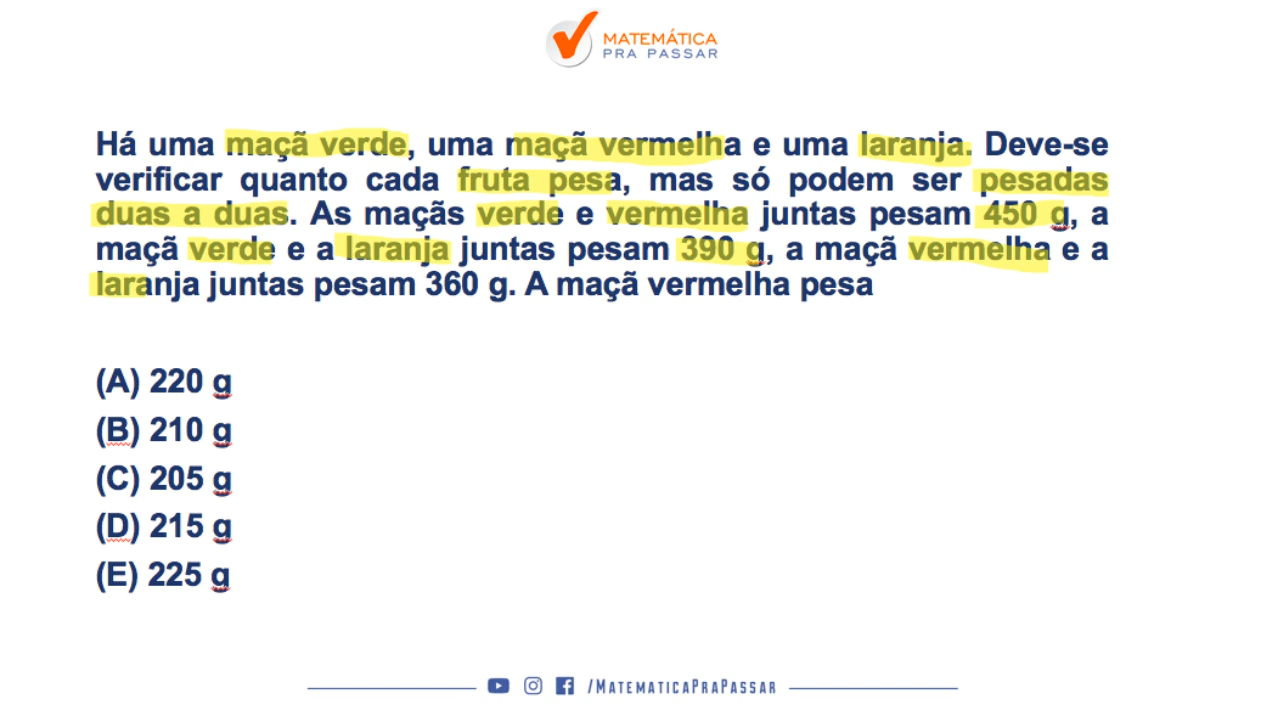 MATEMÁTICA
PRA PASSAR
Há uma maçã verde, uma maçã vermelha e uma laranja. Deve-se
verificar quanto cada fruta pesa, mas só podem ser pesadas
duas a duas. As maçãs verde e vermelha juntas pesam 450 g, a
maçã verde e a laranja juntas pesam 390 g, a maçã vermelha e a
laranja juntas pesam 360 g. A maçã vermelha pesa
(A) 220 g
(B) 210 g
(C) 205 g
(D) 215 g
(E) 225 g
/MATEMATICAPRAPASSAR